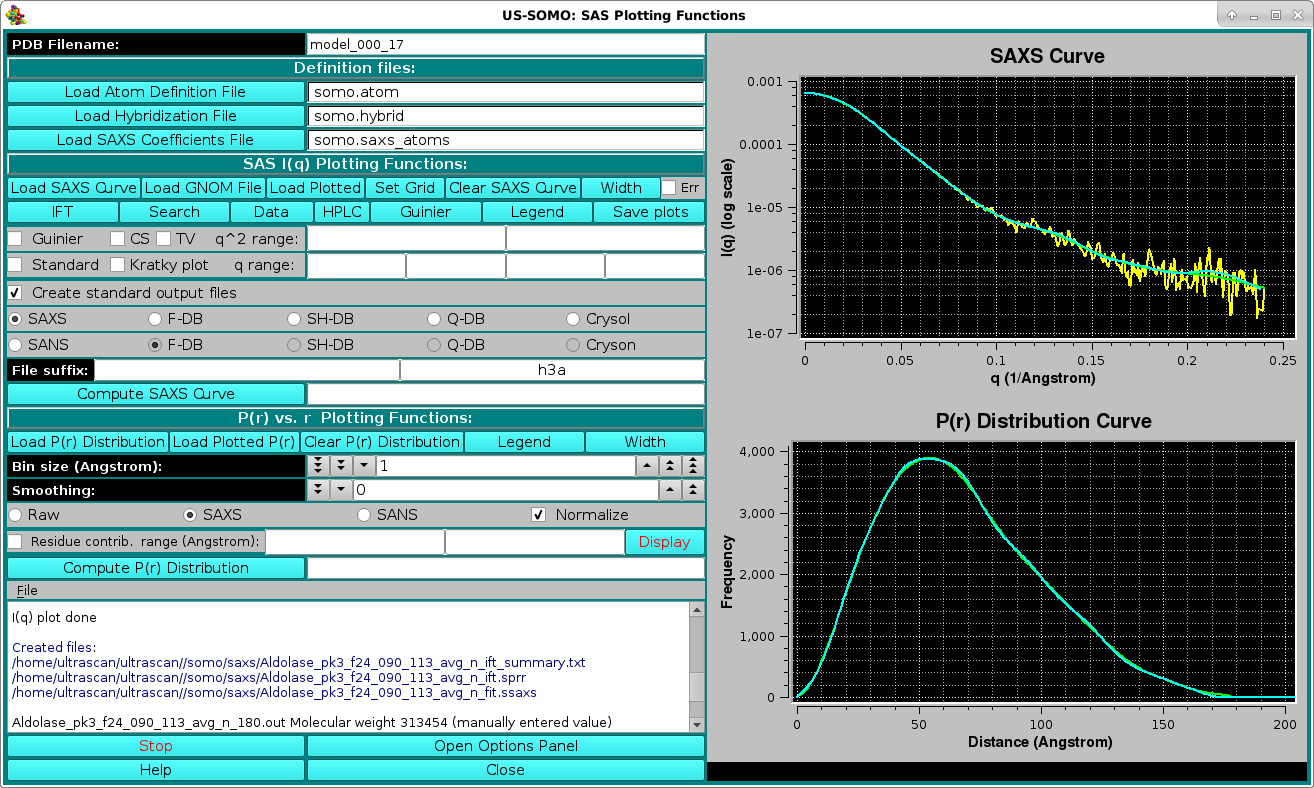 US-SOMO: SAS Plotting Functions
PDB Filename: model_000_17
Definition files:
Load Atom Definition File somo.atom
Load Hybridization File somo.hybrid
Load SAXS Coefficients File somo.saxs_atoms
SAS I(q) Plotting Functions:
Load SAXS Curve Load GNOM File Load Plotted Set Grid Clear SAXS Curve Width Err
IFT Search Data HPLC Guinier Legend Save plots
Guinier CS TV q^2 range:
Standard Kratky plot q range:
Create standard output files
SAXS F-DB SH-DB Q-DB Crysol
SANS F-DB SH-DB Q-DB Cryson
File suffix: h3a
Compute SAXS Curve
P(r) vs. r Plotting Functions:
Load P(r) Distribution Load Plotted P(r) Clear P(r) Distribution Legend Width
Bin size (Angstrom): 1
Smoothing: 0
Raw SAXS SANS Normalize
Residue contrib. range (Angstrom): Display
Compute P(r) Distribution
File
I(q) plot done
Created files:
/home/ultrascan/ultrascan//somo/saxs/Aldolase_pk3_f24_090_113_avg_n_ift_summary.txt
/home/ultrascan/ultrascan//somo/saxs/Aldolase_pk3_f24_090_113_avg_n_ift.sprr
/home/ultrascan/ultrascan//somo/saxs/Aldolase_pk3_f24_090_113_avg_n_fit.ssaxs
Aldolase_pk3_f24_090_113_avg_n_180.out Molecular weight 313454 (manually entered value)
Stop Open Options Panel
Help Close
SAXS Curve
I(q) (log scale)
0.001
0.0001
1e-05
1e-06
1e-07
0 0.05 0.1 0.15 0.2 0.25
q (1/Angstrom)
P(r) Distribution Curve
Frequency
4,000
3,000
2,000
1,000
0
0 50 100 150 200
Distance (Angstrom)